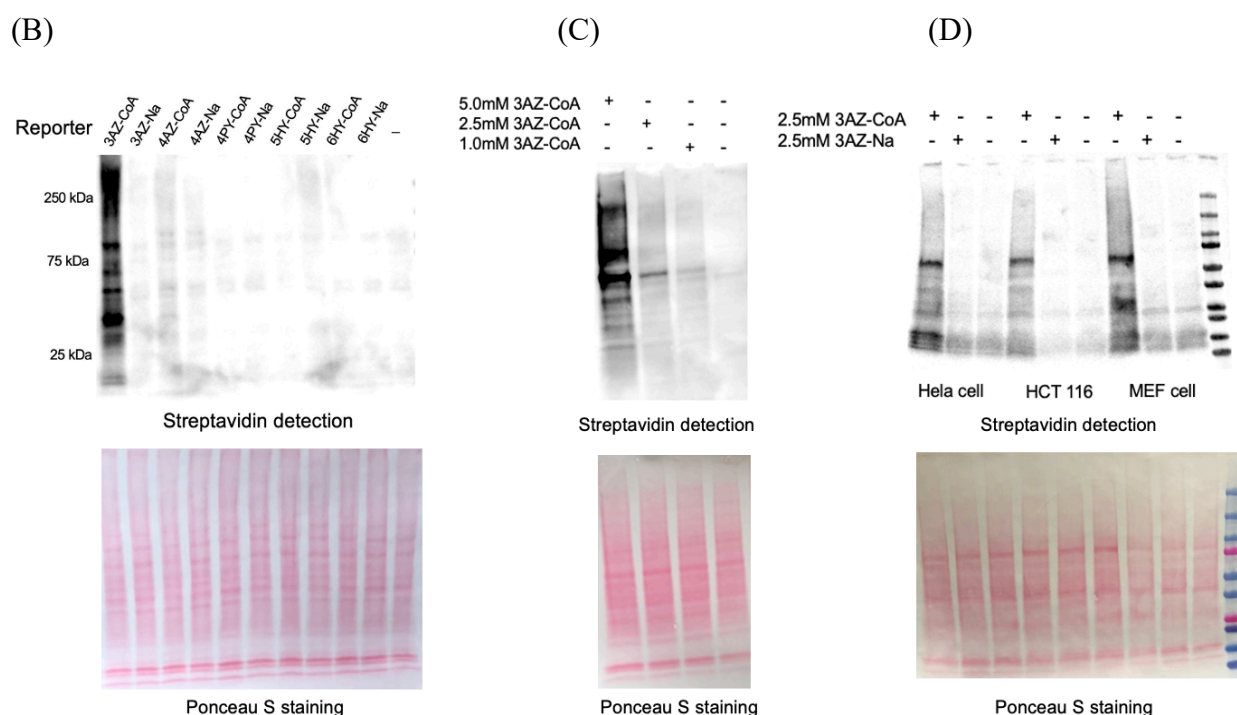 (B)
(C)
(D)
Reporter
3AZ-CoA
3AZ-Na
4AZ-CoA
4AZ-Na
4PY-CoA
4PY-Na
5HY-CoA
5HY-Na
6HY-CoA
6HY-Na
–
250 kDa
75 kDa
25 kDa
Streptavidin detection
Ponceau S staining
5.0mM 3AZ-CoA + - - -
2.5mM 3AZ-CoA - + - -
1.0mM 3AZ-CoA - - + -
Streptavidin detection
Ponceau S staining
2.5mM 3AZ-CoA + - - + - - + - -
2.5mM 3AZ-Na - + - - + - - + -
Hela cell HCT 116 MEF cell
Streptavidin detection
Ponceau S staining